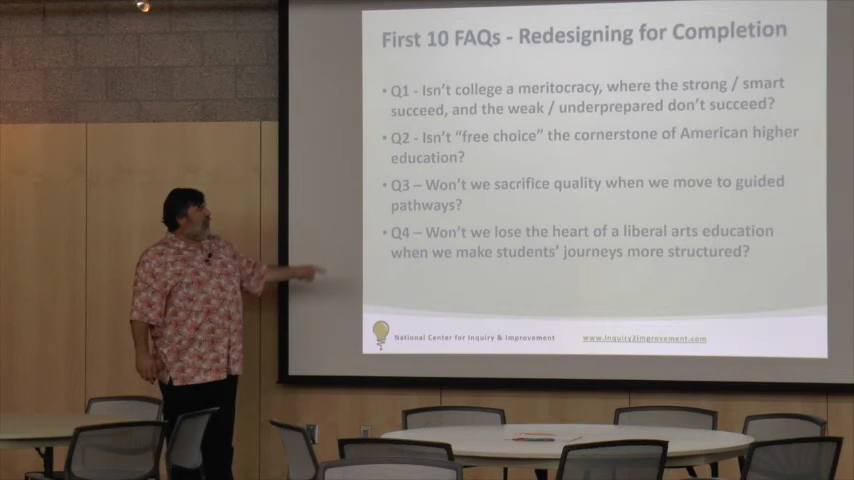 First 10 FAQs - Redesigning for Completion
• Q1 - Isn't college a meritocracy, where the strong / smart
succeed, and the weak / underprepared don't succeed?
• Q2 - Isn't "free choice" the cornerstone of American higher
education?
• Q3 – Won't we sacrifice quality when we move to guided
pathways?
• Q4 – Won't we lose the heart of a liberal arts education
when we make students' journeys more structured?
National Center for Inquiry & Improvement
www.Inquiry2improvement.com